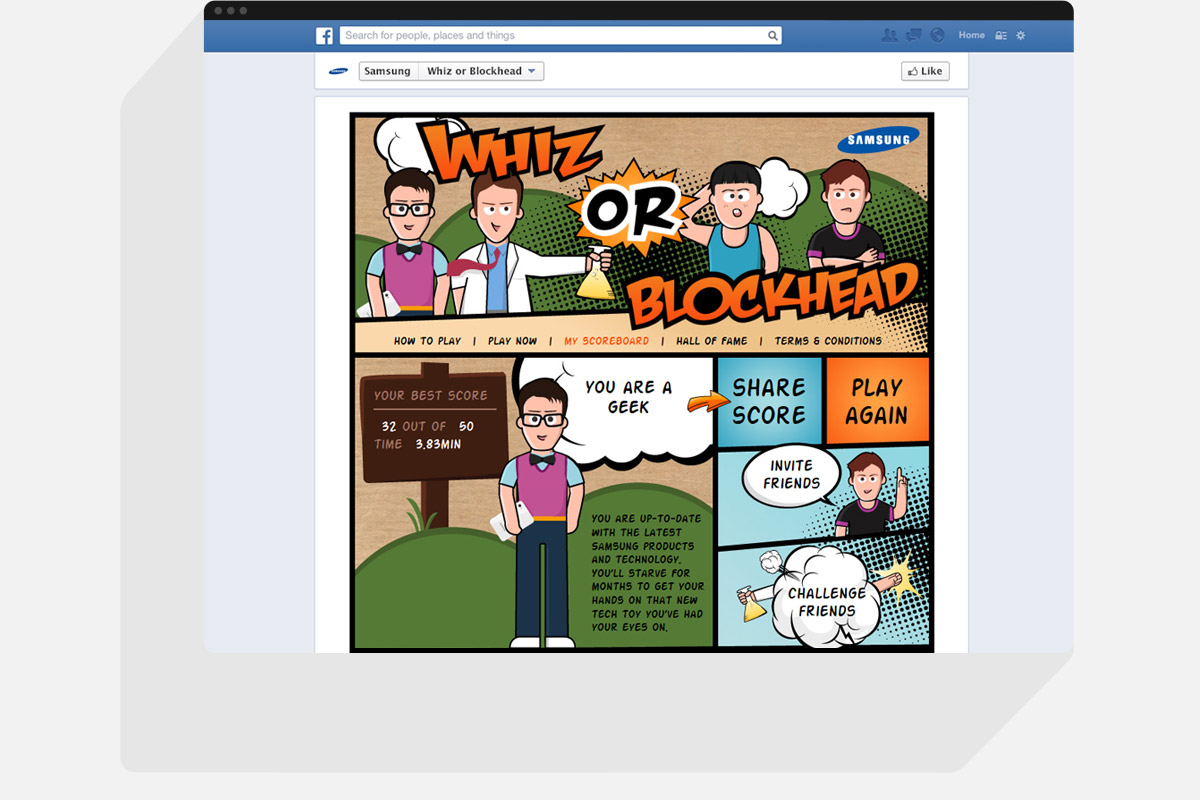 f
Search for people, places and things
Home
Samsung
Whiz or Blockhead
Like
WHIZ
OR
BLOCKHEAD
SAMSUNG
HOW TO PLAY | PLAY NOW | MY SCOREBOARD | HALL OF FAME | TERMS & CONDITIONS
YOUR BEST SCORE
32 OUT OF 50
TIME 3.83MIN
YOU ARE A
GEEK
YOU ARE UP-TO-DATE
WITH THE LATEST
SAMSUNG PRODUCTS
AND TECHNOLOGY.
YOU'LL STARVE FOR
MONTHS TO GET YOUR
HANDS ON THAT NEW
TECH TOY YOU'VE HAD
YOUR EYES ON.
SHARE
SCORE
PLAY
AGAIN
INVITE
FRIENDS
CHALLENGE
FRIENDS